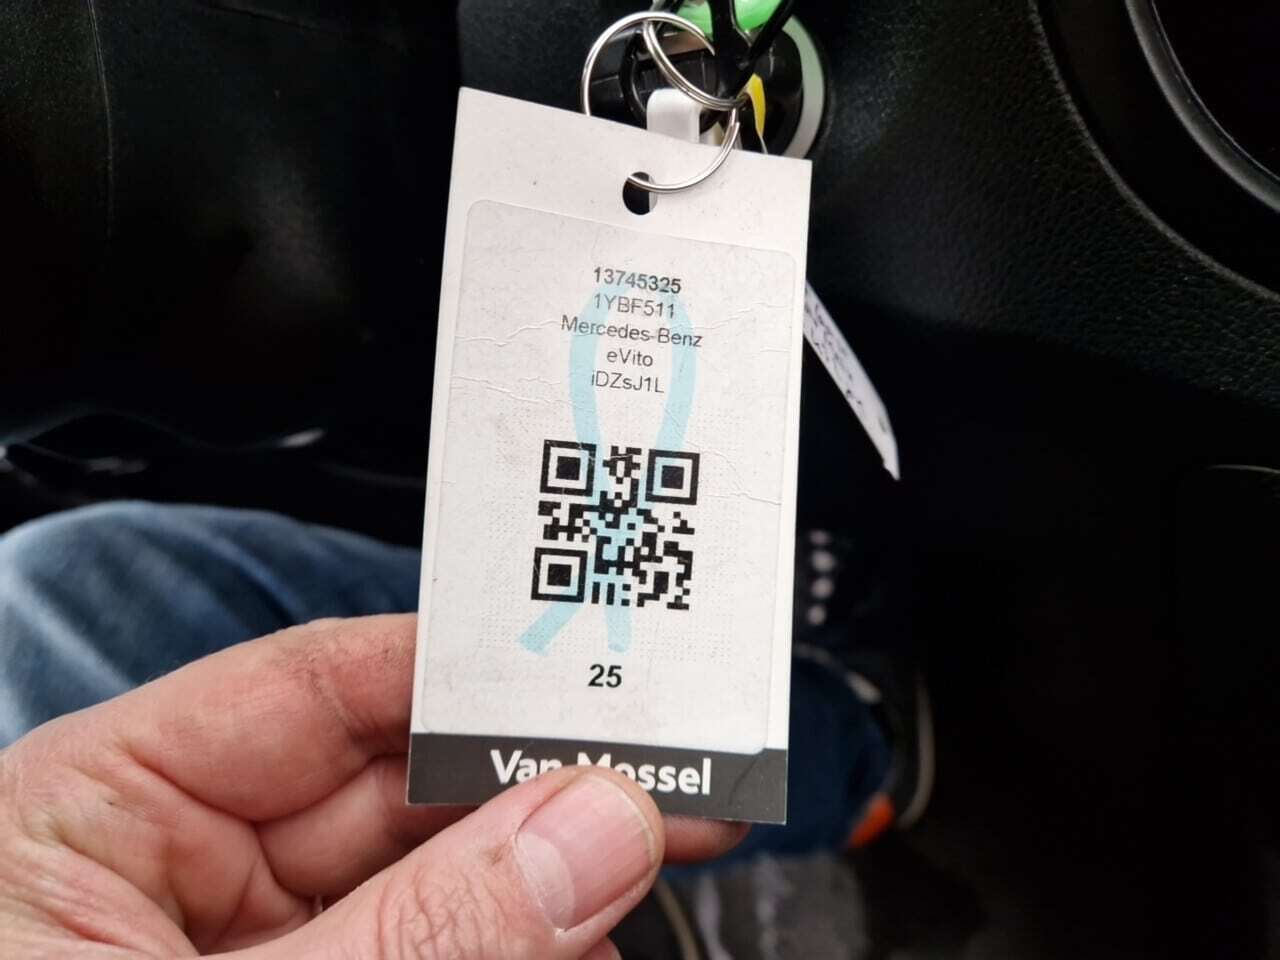 13745325
1YBF511
Mercedes-Benz
eVito
iDZsJ1L
25
Van Mossel